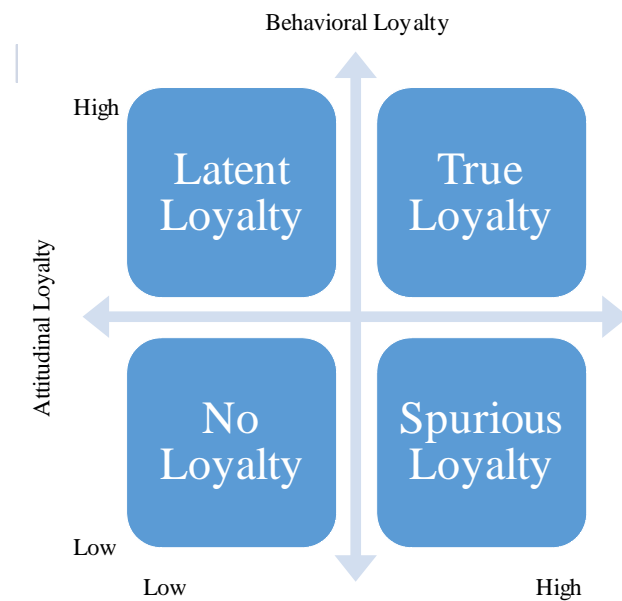 Behavioral Loyalty
High
Latent
Loyalty
True
Loyalty
Attitudinal Loyalty
No
Loyalty
Spurious
Loyalty
Low
Low
High